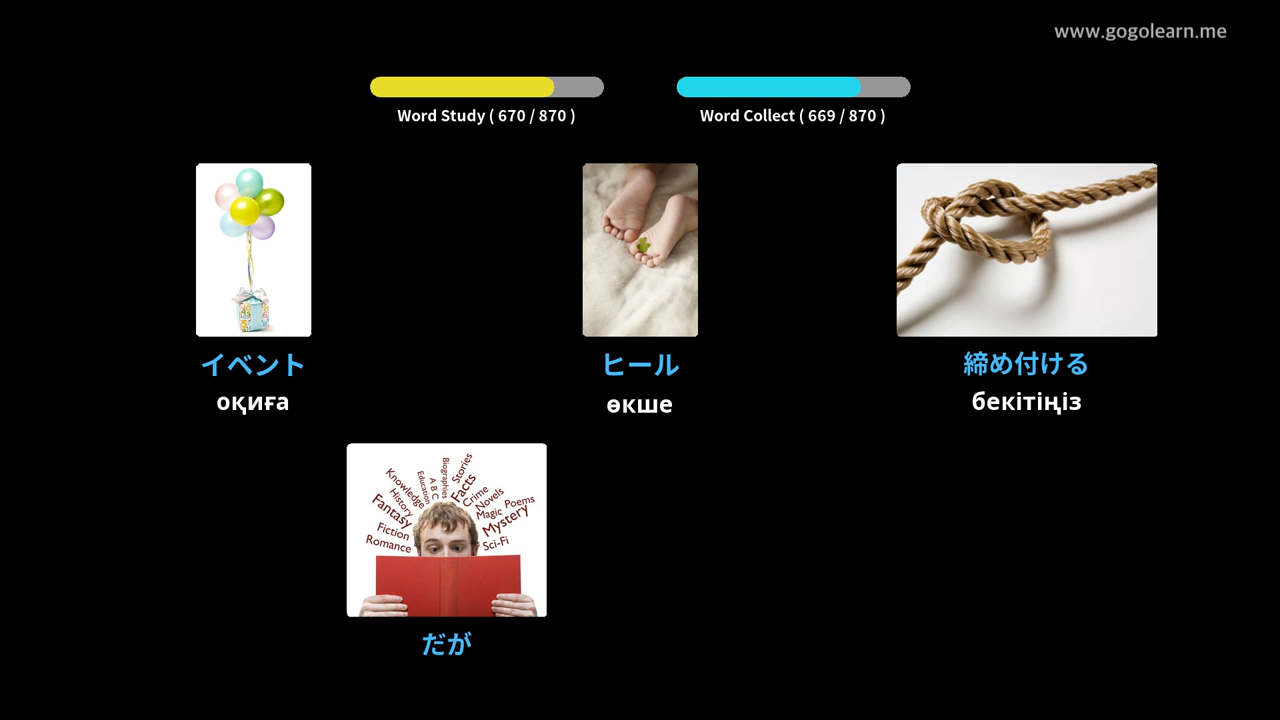 www.gogolearn.me
Word Study ( 670 / 870 )
Word Collect ( 669 / 870 )
イベント
оқиға
ヒール
өкше
締め付ける
бекітіңіз
Knowledge
History
Fantasy
Fiction
Romance
Education
A B C
Biographies
Stories
Facts
Crime
Novels
Magic
Poems
Mystery
Sci-Fi
だが